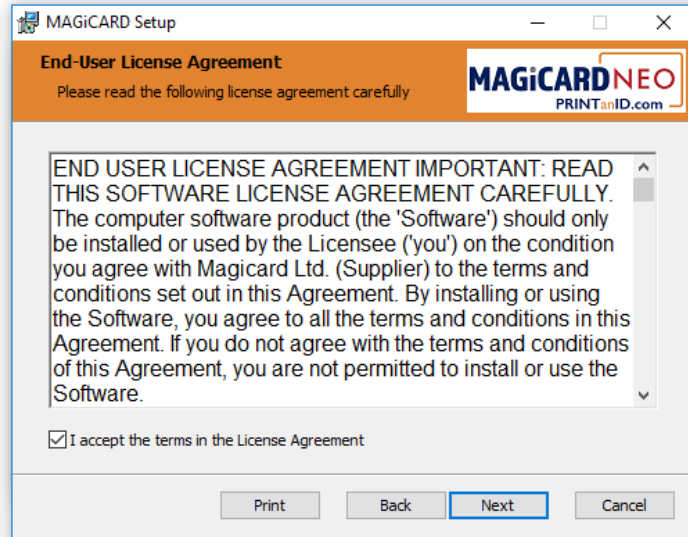 MAGiCARD Setup
End-User License Agreement
Please read the following license agreement carefully
MAGiCARDNEO
PRINTanID.com
END USER LICENSE AGREEMENT IMPORTANT: READ
THIS SOFTWARE LICENSE AGREEMENT CAREFULLY.
The computer software product (the 'Software') should only
be installed or used by the Licensee ('you') on the condition
you agree with Magicard Ltd. (Supplier) to the terms and
conditions set out in this Agreement. By installing or using
the Software, you agree to all the terms and conditions in this
Agreement. If you do not agree with the terms and conditions
of this Agreement, you are not permitted to install or use the
Software.
I accept the terms in the License Agreement
Print Back Next Cancel